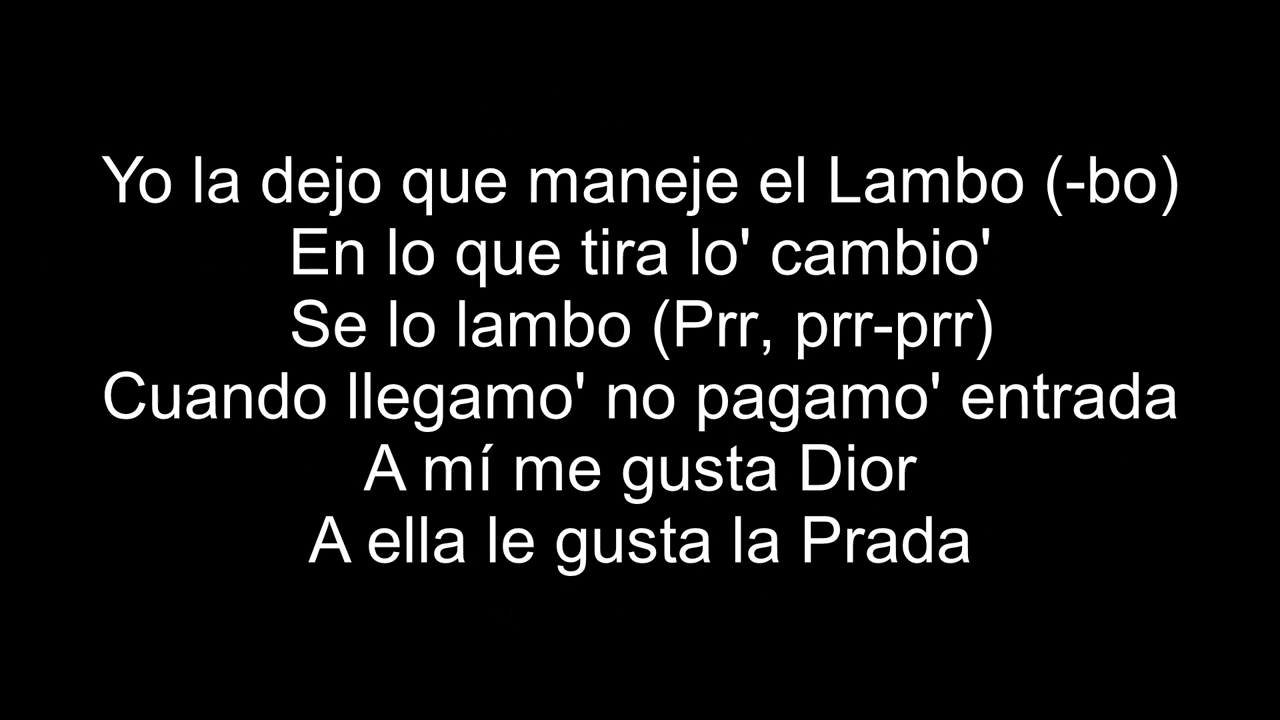 Yo la dejo que maneje el Lambo (-bo)
En lo que tira lo' cambio'
Se lo lambo (Prr, prr-prr)
Cuando llegamo' no pagamo' entrada
A mí me gusta Dior
A ella le gusta la Prada